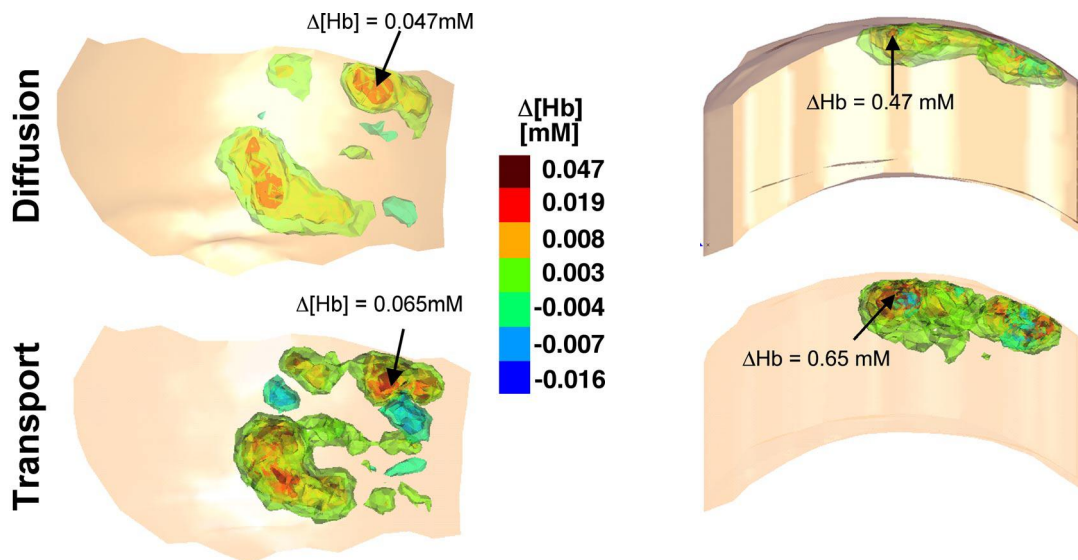 Diffusion
Δ[Hb] = 0.047mM
ΔHb = 0.47 mM
Δ[Hb]
[mM]
0.047
0.019
0.008
0.003
-0.004
-0.007
-0.016
Transport
Δ[Hb] = 0.065mM
ΔHb = 0.65 mM